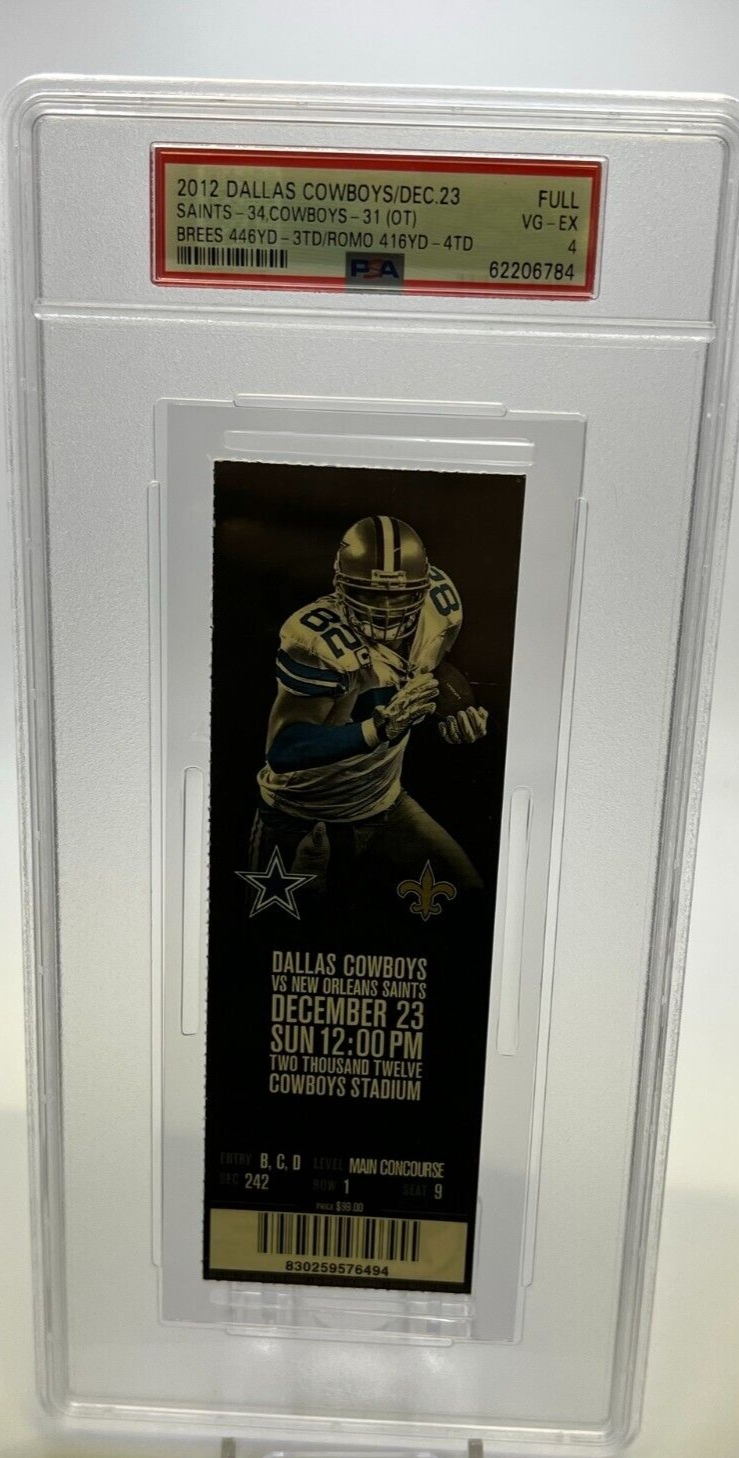 2012 DALLAS COWBOYS/DEC.23 FULL
SAINTS-34,COWBOYS-31 (OT) VG-EX
BREES 446YD-3TD/ROMO 416YD-4TD 4
PSA 62206784
82
82
DALLAS COWBOYS
VS NEW ORLEANS SAINTS
DECEMBER 23
SUN 12:00 PM
TWO THOUSAND TWELVE
COWBOYS STADIUM
ENTRY B, C, D LEVEL MAIN CONCOURSE
SEC 242 ROW 1 SEAT 9
PRICE $99.00
830259576494